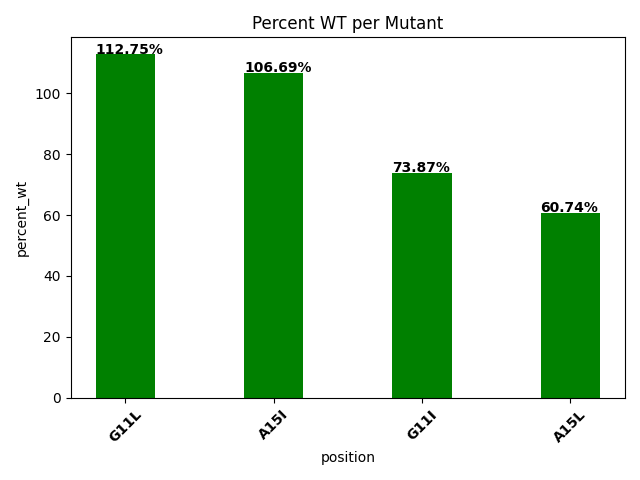 Percent WT per Mutant
112.75%
106.69%
73.87%
60.74%
percent_wt
100
80
60
40
20
0
G11L
A15I
G11I
A15L
position